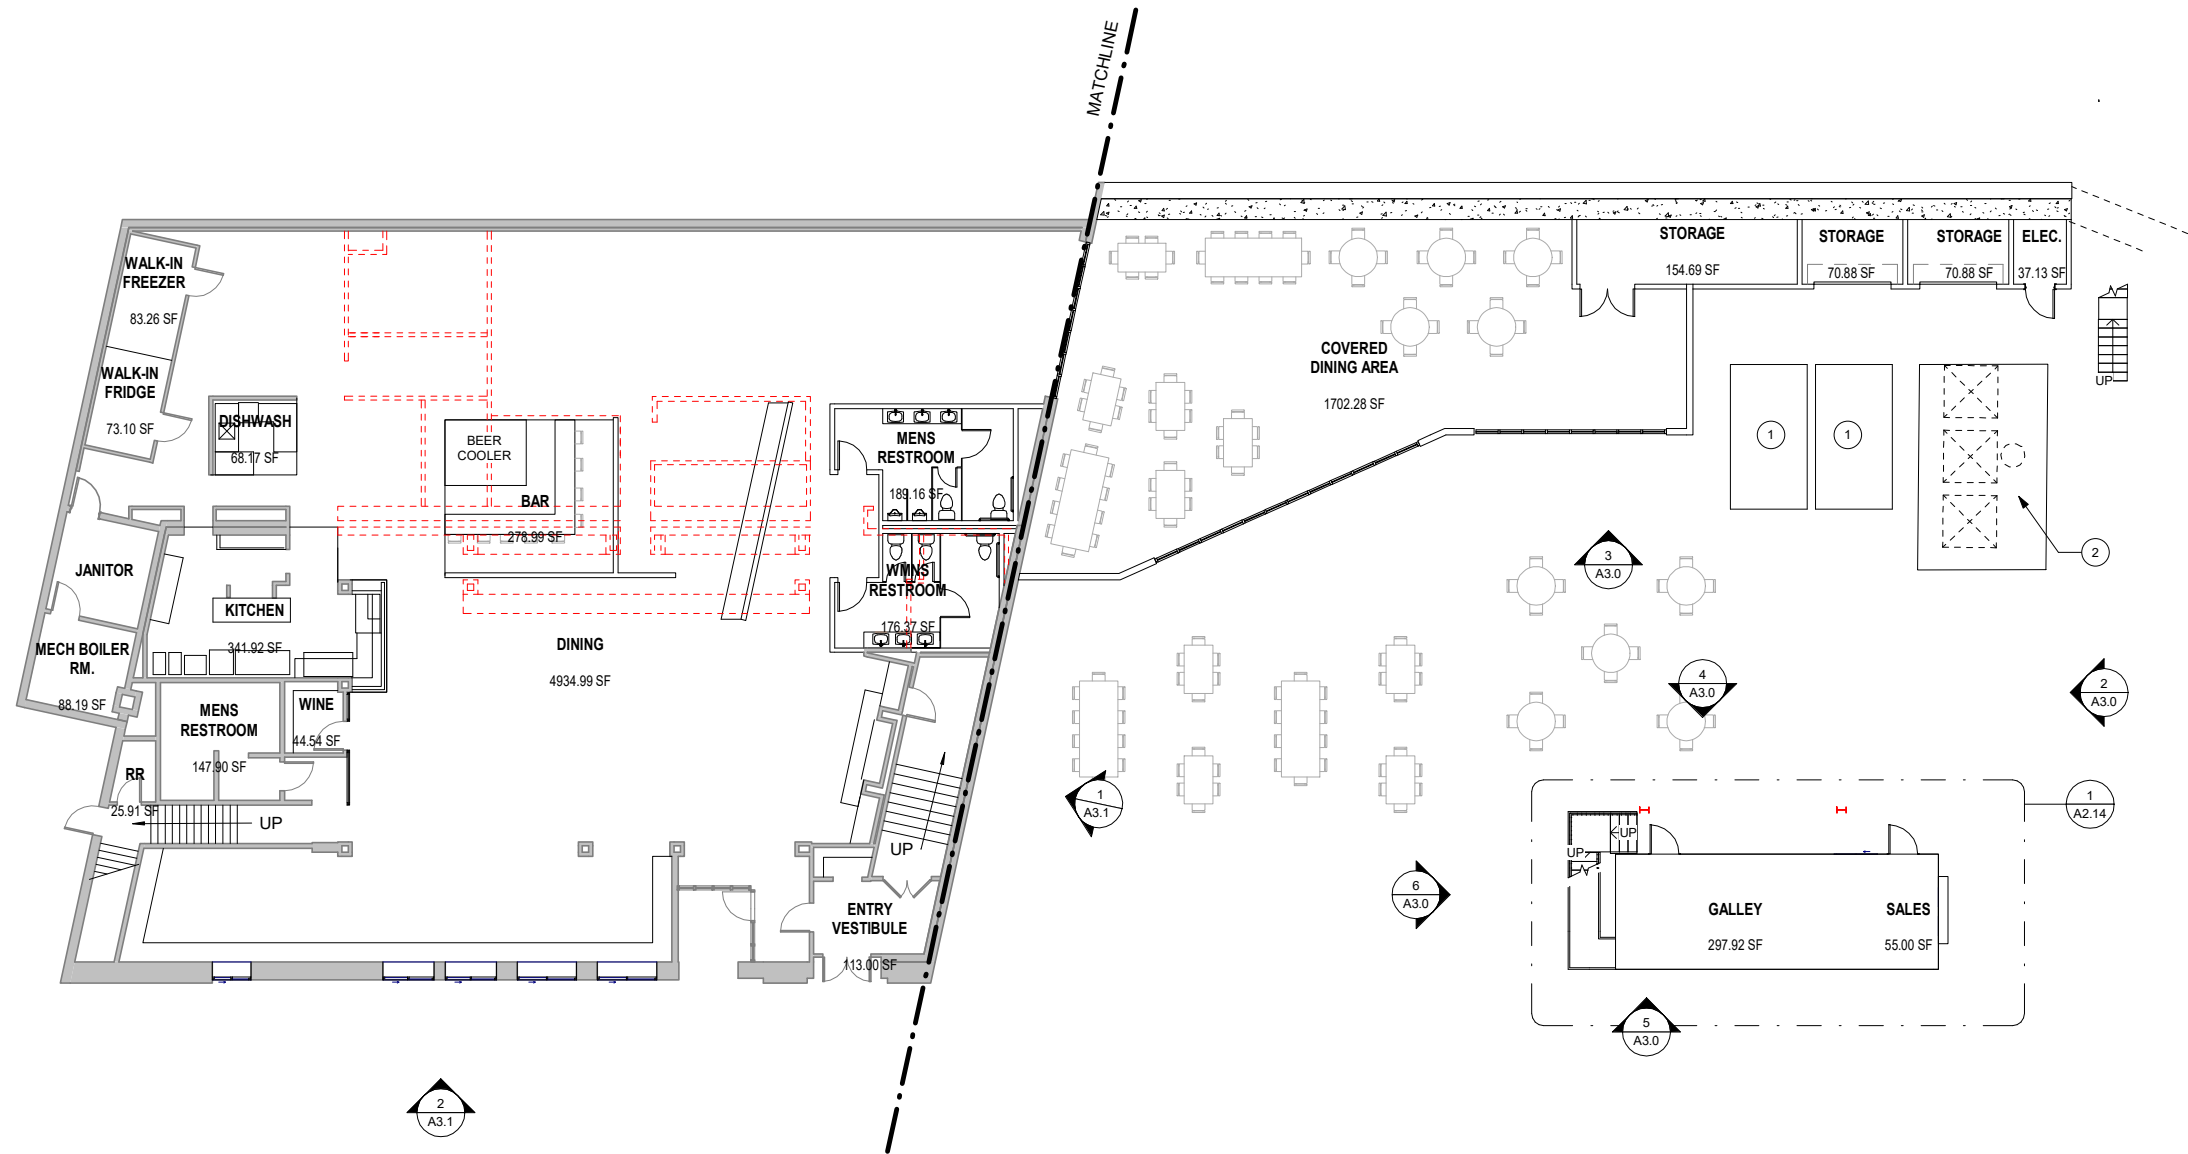 MATCHLINE
WALK-IN
FREEZER
83.26 SF
WALK-IN
FRIDGE
73.10 SF
DISHWASH
68.17 SF
BEER
COOLER
BAR
278.99 SF
MENS
RESTROOM
189.16 SF
WMNS
RESTROOM
176.37 SF
JANITOR
KITCHEN
341.92 SF
MECH BOILER
RM.
88.19 SF
MENS
RESTROOM
147.90 SF
WINE
44.54 SF
RR
25.91 SF
UP
DINING
4934.99 SF
UP
ENTRY
VESTIBULE
113.00 SF
2
A3.1
STORAGE
154.69 SF
STORAGE
70.88 SF
STORAGE
70.88 SF
ELEC.
37.13 SF
UP
COVERED
DINING AREA
1702.28 SF
1
1
2
3
A3.0
4
A3.0
2
A3.0
1
A3.1
6
A3.0
1
A2.14
UP
UP
GALLEY
297.92 SF
SALES
55.00 SF
5
A3.0